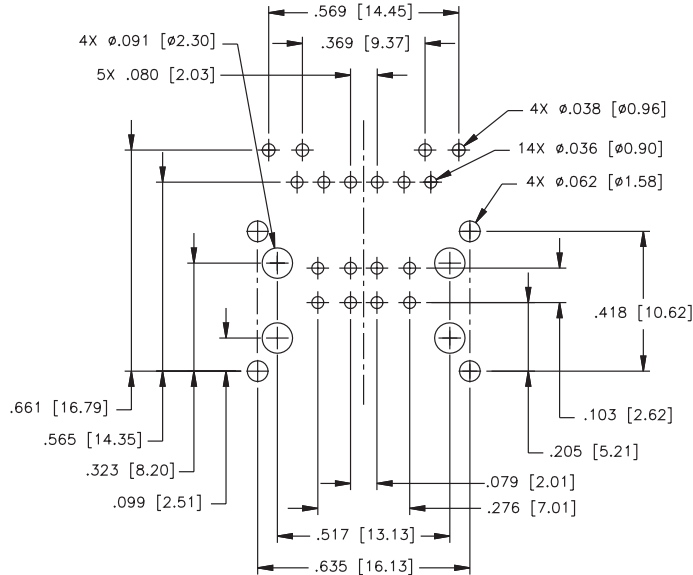 .569 [14.45]
4X ø.091 [ø2.30]
.369 [9.37]
5X .080 [2.03]
4X ø.038 [ø0.96]
14X ø.036 [ø0.90]
4X ø.062 [ø1.58]
.418 [10.62]
.661 [16.79]
.103 [2.62]
.565 [14.35]
.205 [5.21]
.323 [8.20]
.079 [2.01]
.099 [2.51]
.276 [7.01]
.517 [13.13]
.635 [16.13]